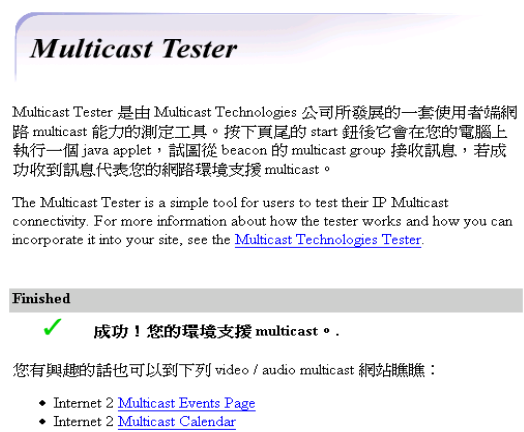 Multicast Tester
Multicast Tester 是由 Multicast Technologies 公司所發展的一套使用者端網
路 multicast 能力的測定工具。按下頁尾的 start 鈕後它會在您的電腦上
執行一個 java applet，試圖從 beacon 的 multicast group 接收訊息，若成
功收到訊息代表您的網路環境支援 multicast。
The Multicast Tester is a simple tool for users to test their IP Multicast
connectivity. For more information about how the tester works and how you can
incorporate it into your site, see the Multicast Technologies Tester.
Finished
成功！您的環境支援 multicast。.
您有興趣的話也可以到下列 video / audio multicast 網站瞧瞧：
Internet 2 Multicast Events Page
Internet 2 Multicast Calendar